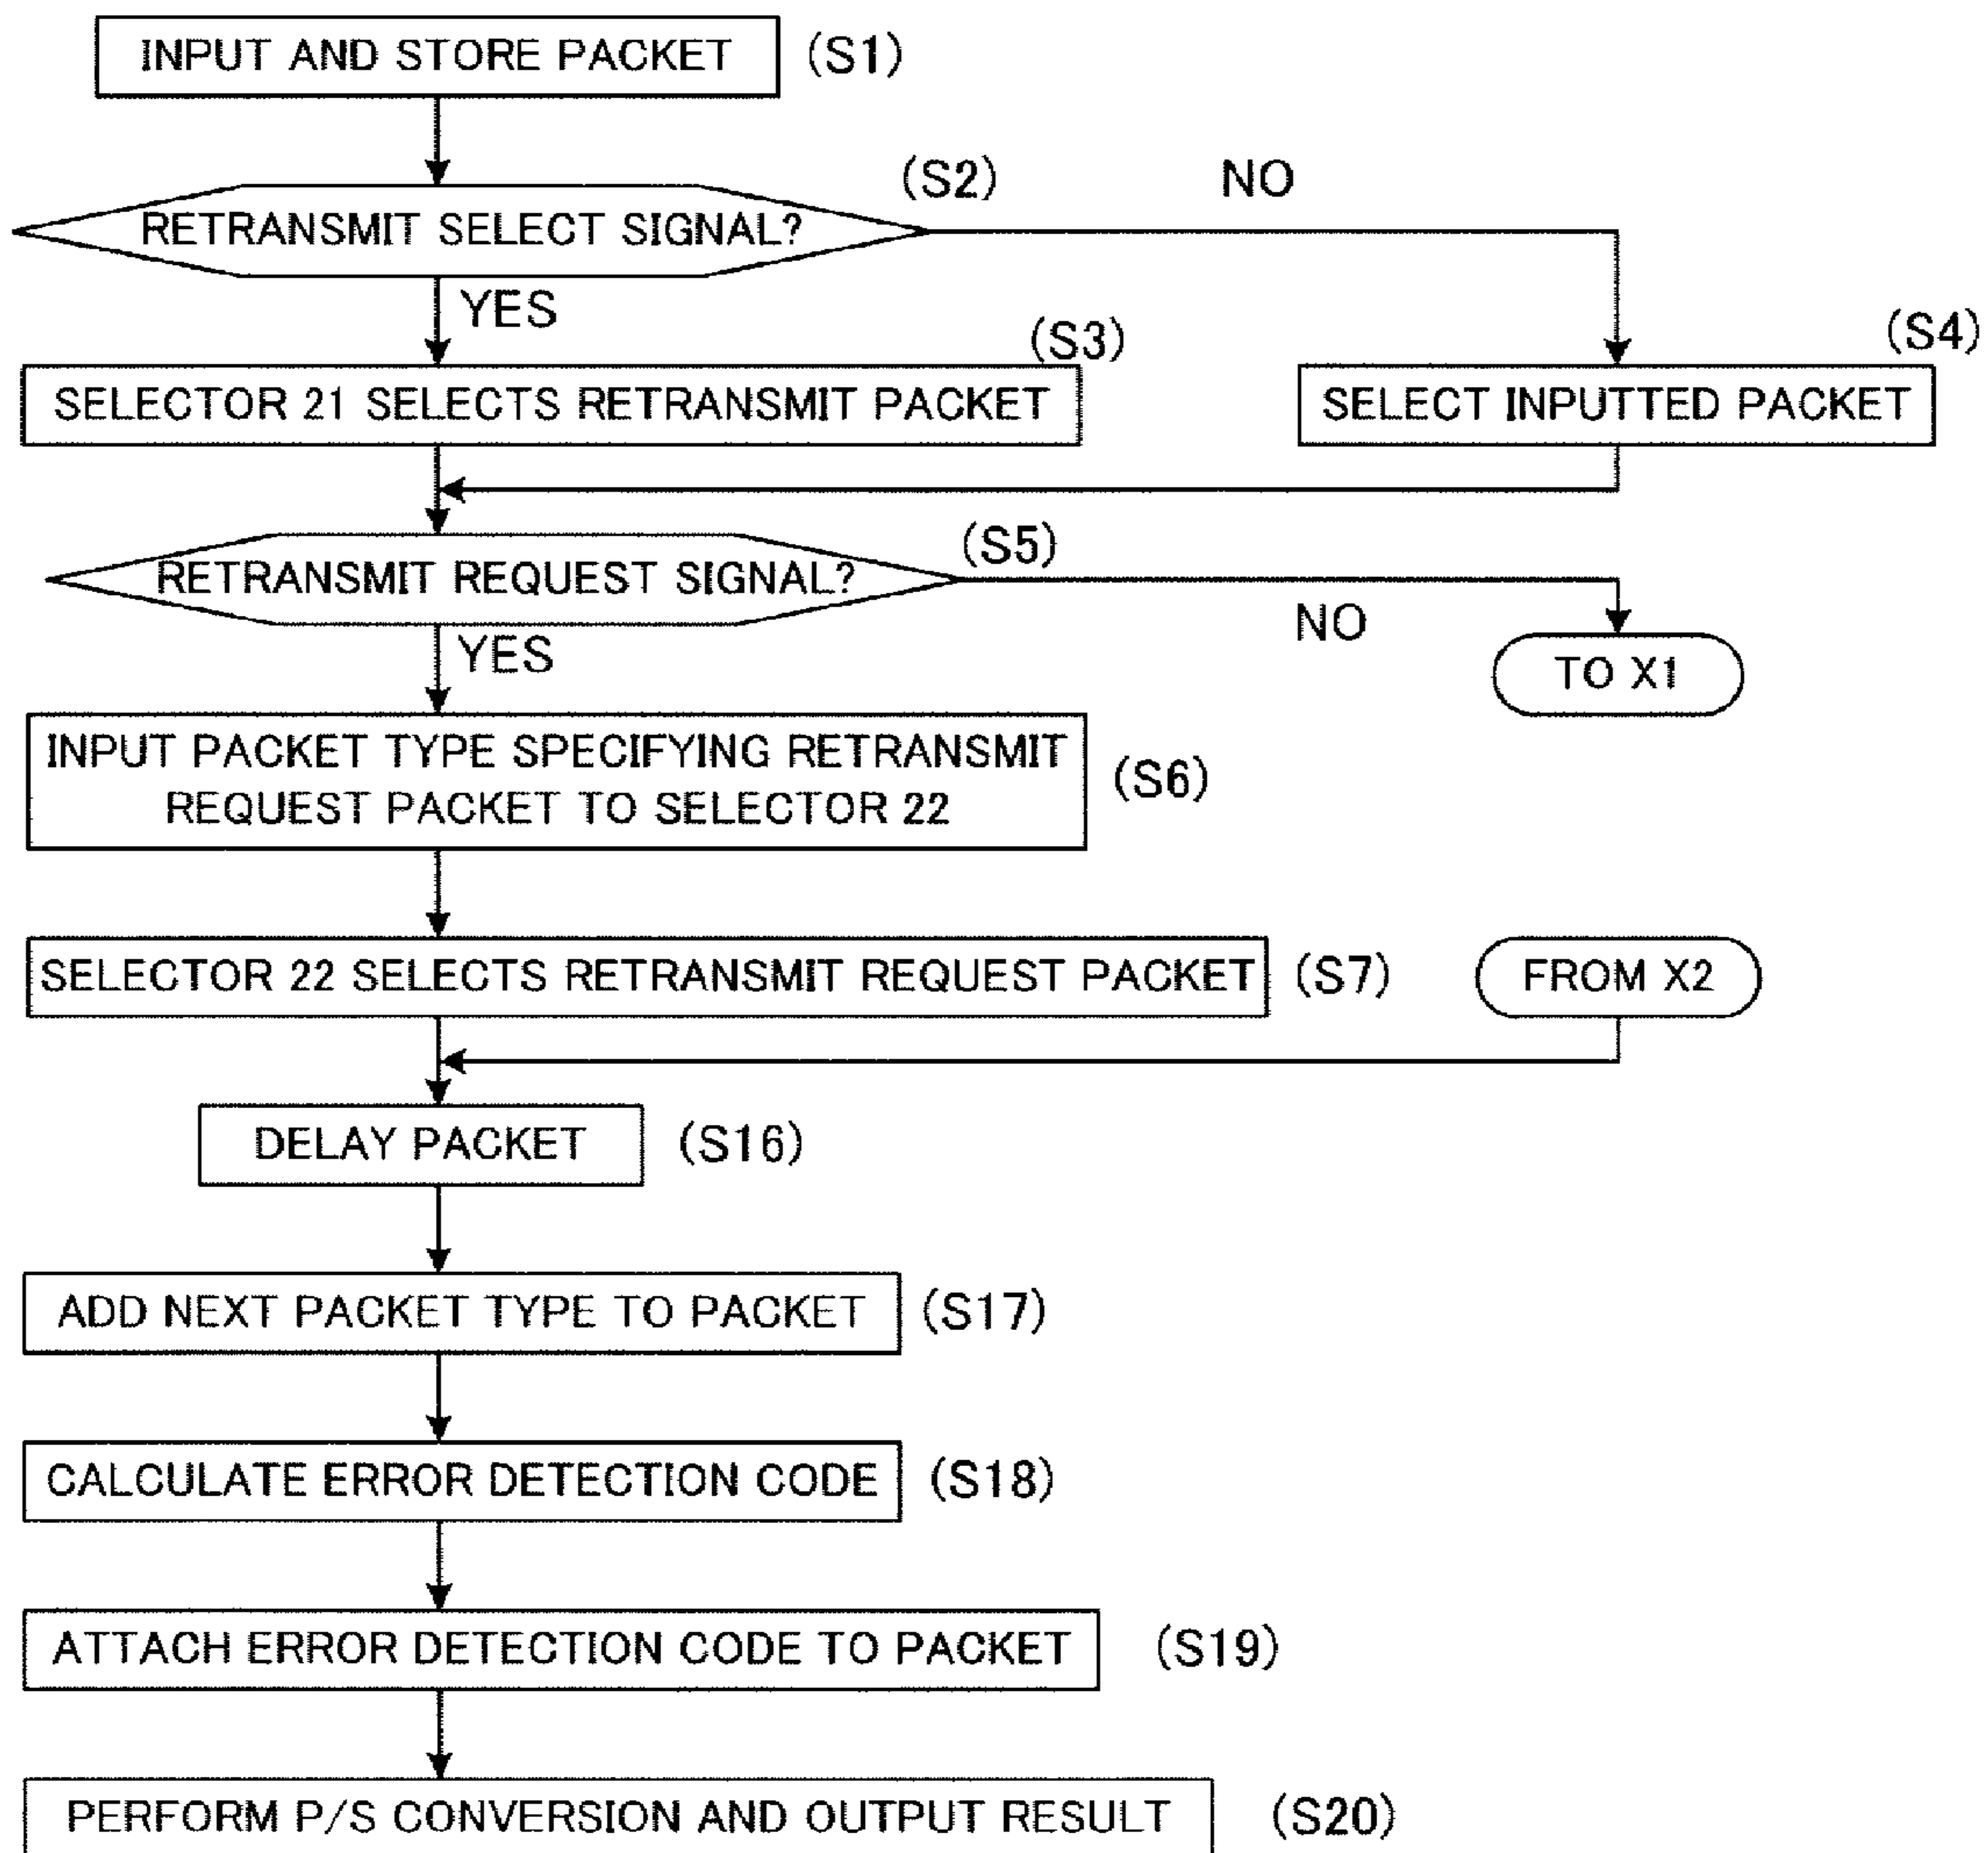 INPUT AND STORE PACKET (S1)
(S2) NO
RETRANSMIT SELECT SIGNAL?
YES
(S3) (S4)
SELECTOR 21 SELECTS RETRANSMIT PACKET SELECT INPUTTED PACKET
(S5)
RETRANSMIT REQUEST SIGNAL?
NO
YES
TO X1
INPUT PACKET TYPE SPECIFYING RETRANSMIT
REQUEST PACKET TO SELECTOR 22
(S6)
SELECTOR 22 SELECTS RETRANSMIT REQUEST PACKET (S7) FROM X2
DELAY PACKET (S16)
ADD NEXT PACKET TYPE TO PACKET (S17)
CALCULATE ERROR DETECTION CODE (S18)
ATTACH ERROR DETECTION CODE TO PACKET (S19)
PERFORM P/S CONVERSION AND OUTPUT RESULT (S20)